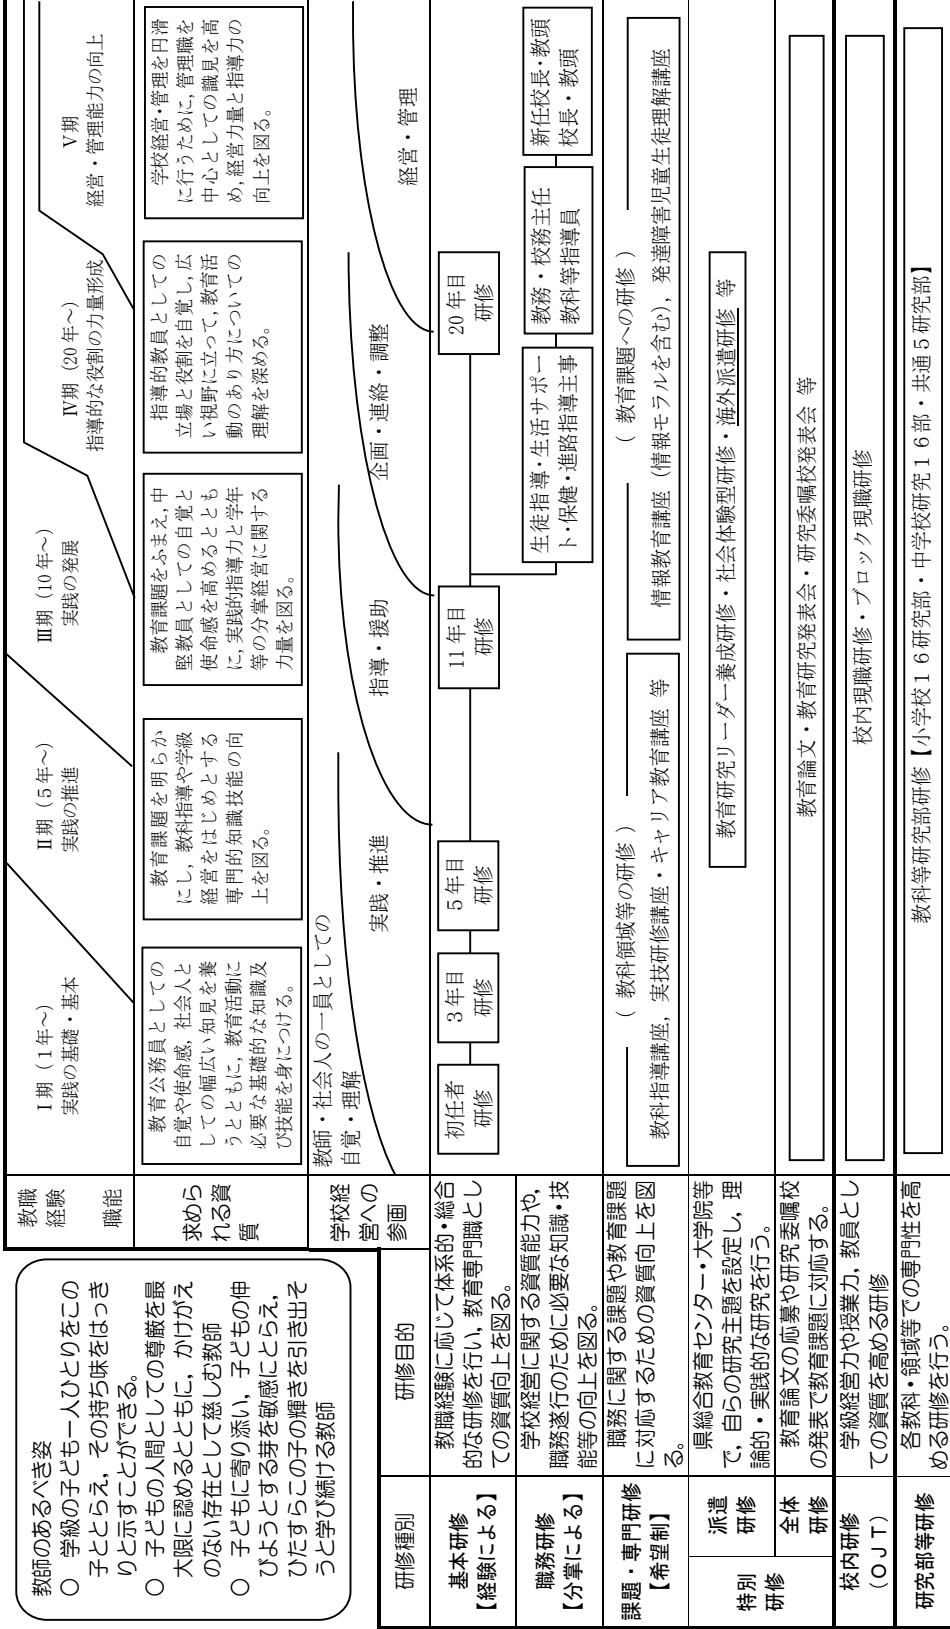 教師のあるべき姿
○ 学級の子ども一人ひとりをこの
子ととらえ，その持ち味をはっき
りと示すことができる。
○ 子どもの人間としての尊厳を最
大限に認めるとともに，かけがえ
のない存在として慈しむ教師
○ 子どもに寄り添い，子どもの伸
びようとする芽を敏感にとらえ，
ひたすらこの子の輝きを引き出そ
うと学び続ける教師
教職
経験
職能
Ⅰ期（１年～）
実践の基礎・基本
Ⅱ期（５年～）
実践の推進
Ⅲ期（10年～）
実践の発展
Ⅳ期（20年～）
指導的な役割の力量形成
Ⅴ期
経営・管理能力の向上
求めら
れる資
質
教育公務員としての
自覚や使命感，社会人と
しての幅広い知見を養
うとともに，教育活動に
必要な基礎的な知識及
び技能を身につける。
教育課題を明らか
にし，教科指導や学級
経営をはじめとする
専門的知識技能の向
上を図る。
教育課題をふまえ，中
堅教員としての自覚と
使命感を高めるととも
に，実践的指導力と学年
等の分掌経営に関する
力量を図る。
指導的教員としての
立場と役割を自覚し，広
い視野に立って，教育活
動のあり方についての
理解を深める。
学校経営・管理を円滑
に行うために，管理職を
中心としての識見を高
め，経営力量と指導力の
向上を図る。
学校経
営への
参画
教師・社会人の一員としての
自覚・理解
実践・推進
指導・援助
企画・連絡・調整
経営・管理
研修種別
研修目的
基本研修
【経験による】
教職経験に応じて体系的・総合
的な研修を行い，教育専門職とし
ての資質向上を図る。
初任者
研修
３年目
研修
５年目
研修
11年目
研修
20年目
研修
職務研修
【分掌による】
学校経営に関する資質能力や，
職務遂行のために必要な知識・技
能等の向上を図る。
生徒指導・生活サポー
ト・保健・進路指導主事
教務・校務主任
教科等指導員
新任校長・教頭
校長・教頭
課題・専門研修
【希望制】
職務に関する課題や教育課題
に対応するための資質向上を図
る。
（ 教科領域等の研修 ）
教科指導講座，実技研修講座・キャリア教育講座 等
（ 教育課題への研修 ）
情報教育講座（情報モラルを含む），発達障害児童生徒理解講座
特別
研修
派遣
研修
県総合教育センター・大学院等
で，自らの研究主題を設定し，理
論的・実践的な研究を行う。
教育研究リーダー養成研修・社会体験型研修・海外派遣研修 等
全体
研修
教育論文の応募や研究委嘱校
の発表で教育課題に対応する。
教育論文・教育研究発表会・研究委嘱校発表会 等
校内研修
（ＯＪＴ）
学級経営力や授業力，教員とし
ての資質を高める研修
校内現職研修・ブロック現職研修
研究部等研修
各教科・領域等での専門性を高
める研修を行う。
教科等研究部研修【小学校１６研究部・中学校研究１６部・共通５研究部】